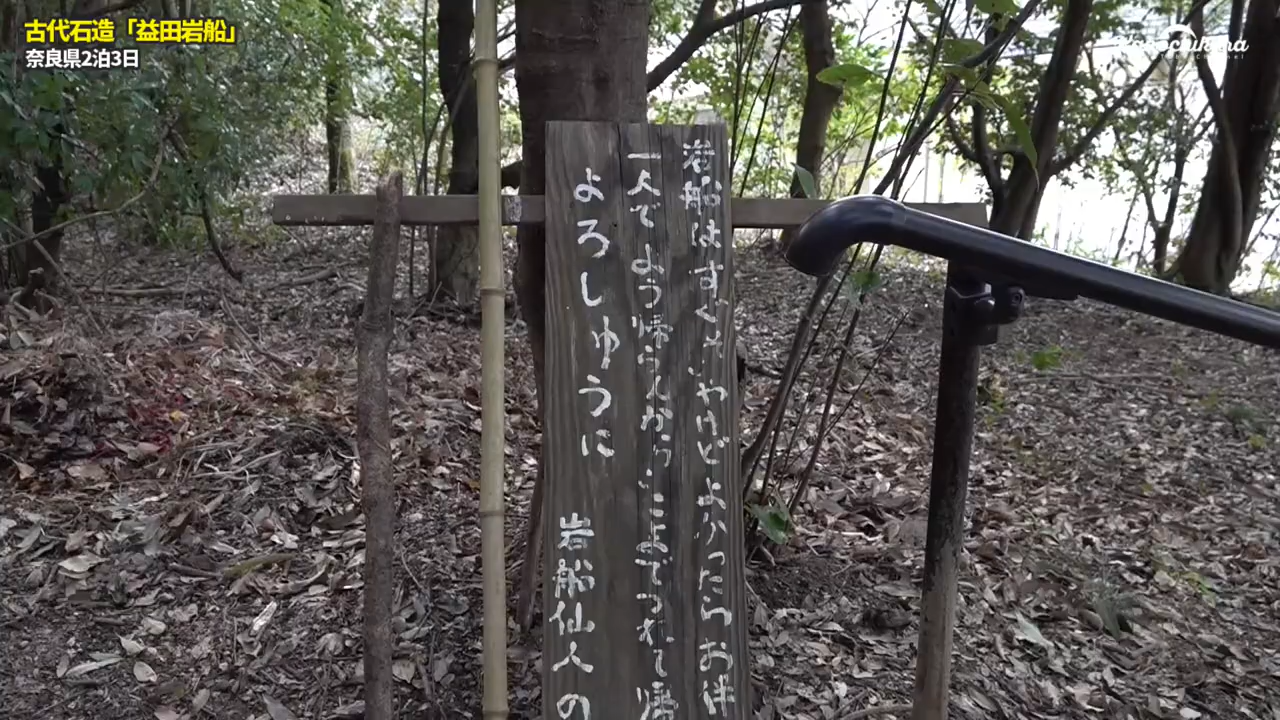 古代石造「益田岩船」
奈良県2泊3日
岩船はすぐそこやけどよかったらお伴
一人でよう帰らんからここまでつれて帰
よろしゅうに
岩船仙人の